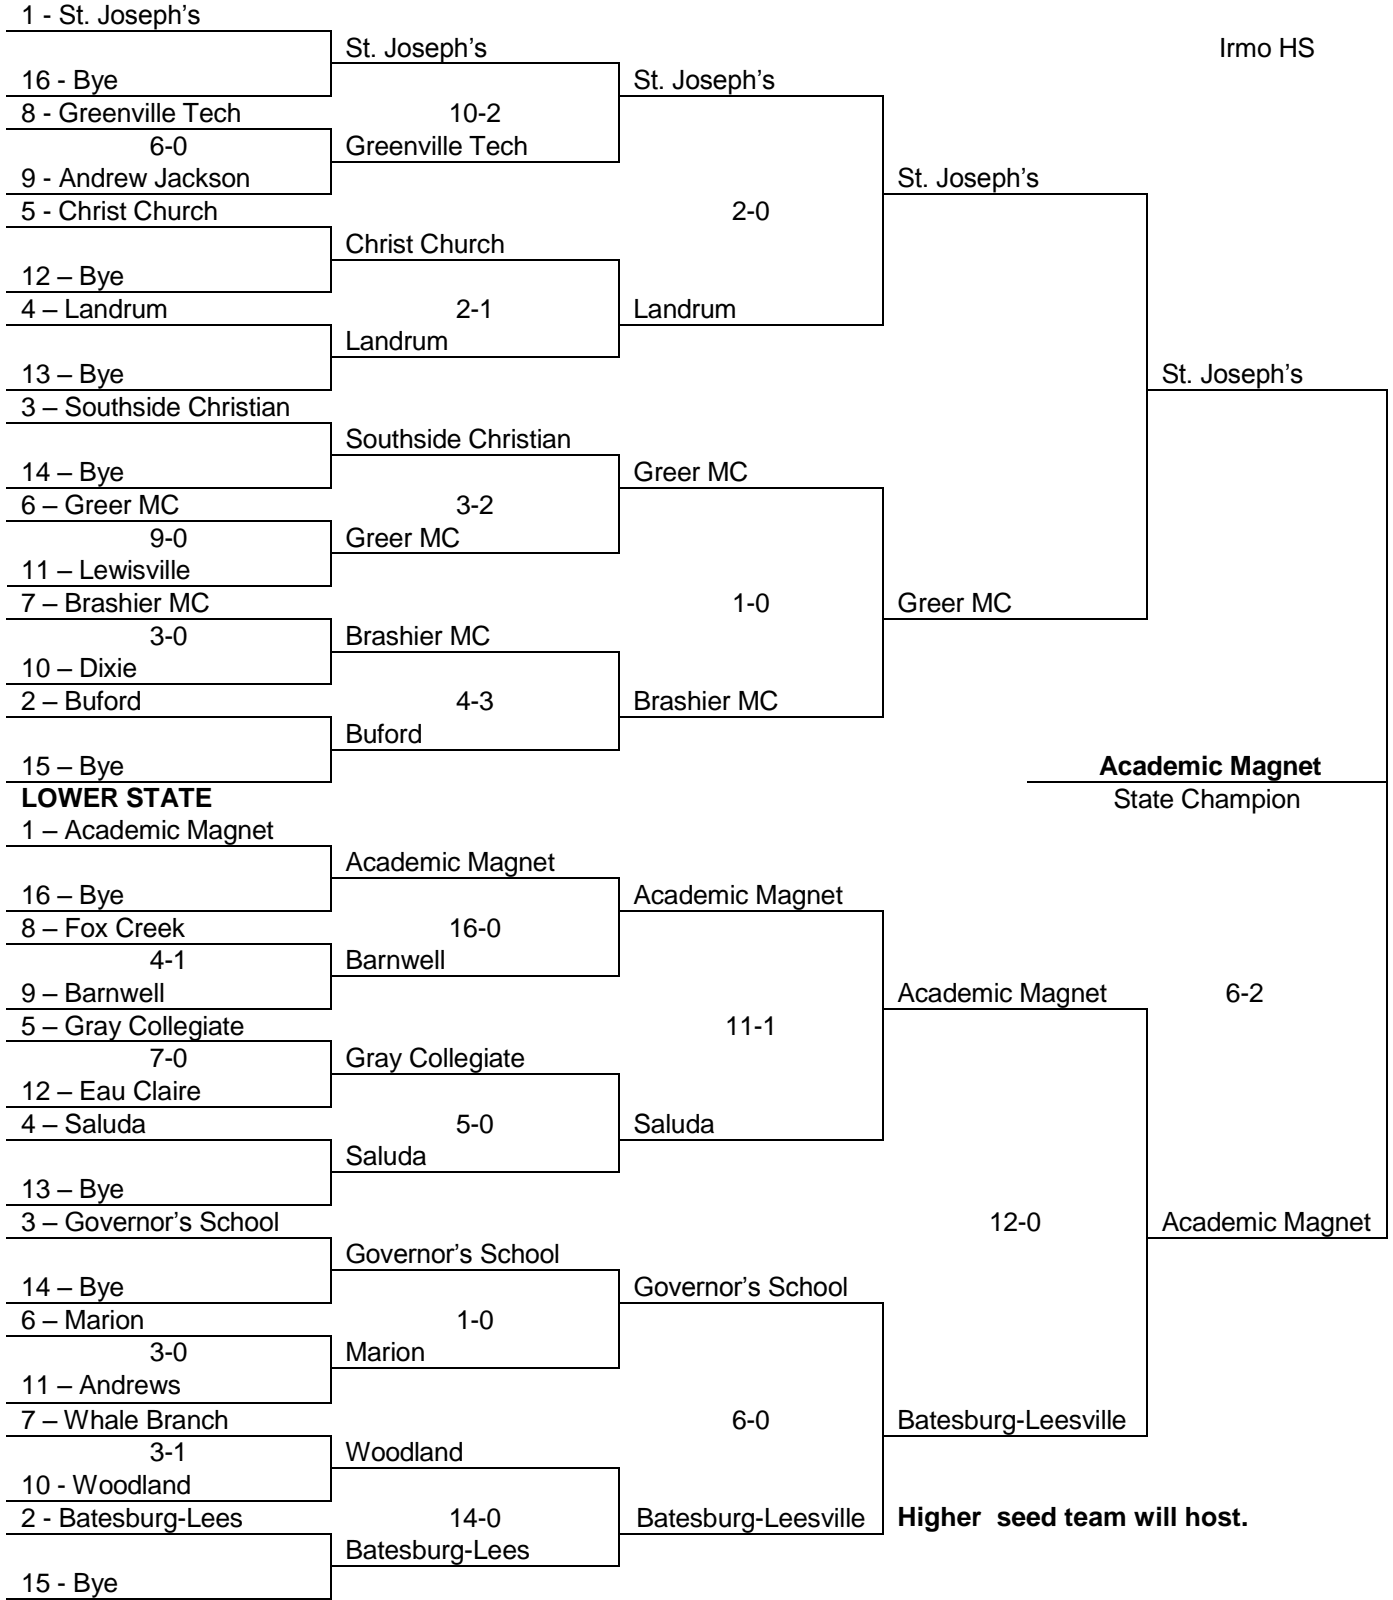 1 - St. Joseph’s
St. Joseph’s
Irmo HS
16 - Bye
St. Joseph’s
8 - Greenville Tech
10-2
6-0
Greenville Tech
9 - Andrew Jackson
St. Joseph’s
5 - Christ Church
2-0
Christ Church
12 – Bye
4 – Landrum
2-1
Landrum
Landrum
13 – Bye
St. Joseph’s
3 – Southside Christian
Southside Christian
14 – Bye
Greer MC
6 – Greer MC
3-2
9-0
Greer MC
11 – Lewisville
7 – Brashier MC
1-0
Greer MC
3-0
Brashier MC
10 – Dixie
2 – Buford
4-3
Brashier MC
Buford
15 – Bye
Academic Magnet
LOWER STATE
State Champion
1 – Academic Magnet
Academic Magnet
16 – Bye
Academic Magnet
8 – Fox Creek
16-0
4-1
Barnwell
9 – Barnwell
Academic Magnet
6-2
5 – Gray Collegiate
11-1
7-0
Gray Collegiate
12 – Eau Claire
4 – Saluda
5-0
Saluda
Saluda
13 – Bye
3 – Governor’s School
12-0
Academic Magnet
Governor’s School
14 – Bye
Governor’s School
6 – Marion
1-0
3-0
Marion
11 – Andrews
7 – Whale Branch
6-0
Batesburg-Leesville
3-1
Woodland
10 - Woodland
2 - Batesburg-Lees
14-0
Batesburg-Leesville
Higher  seed team will host.
Batesburg-Lees
15 - Bye